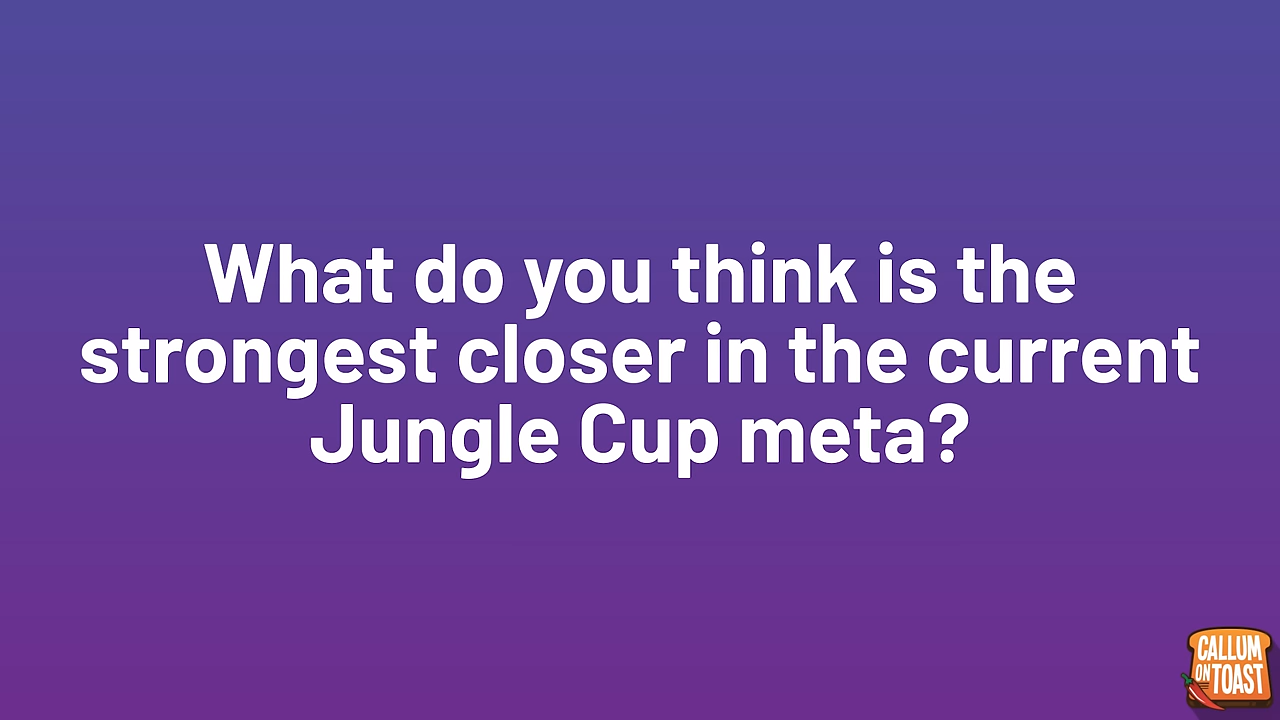 What do you think is the
strongest closer in the current
Jungle Cup meta?
CALLUM
ON TOAST